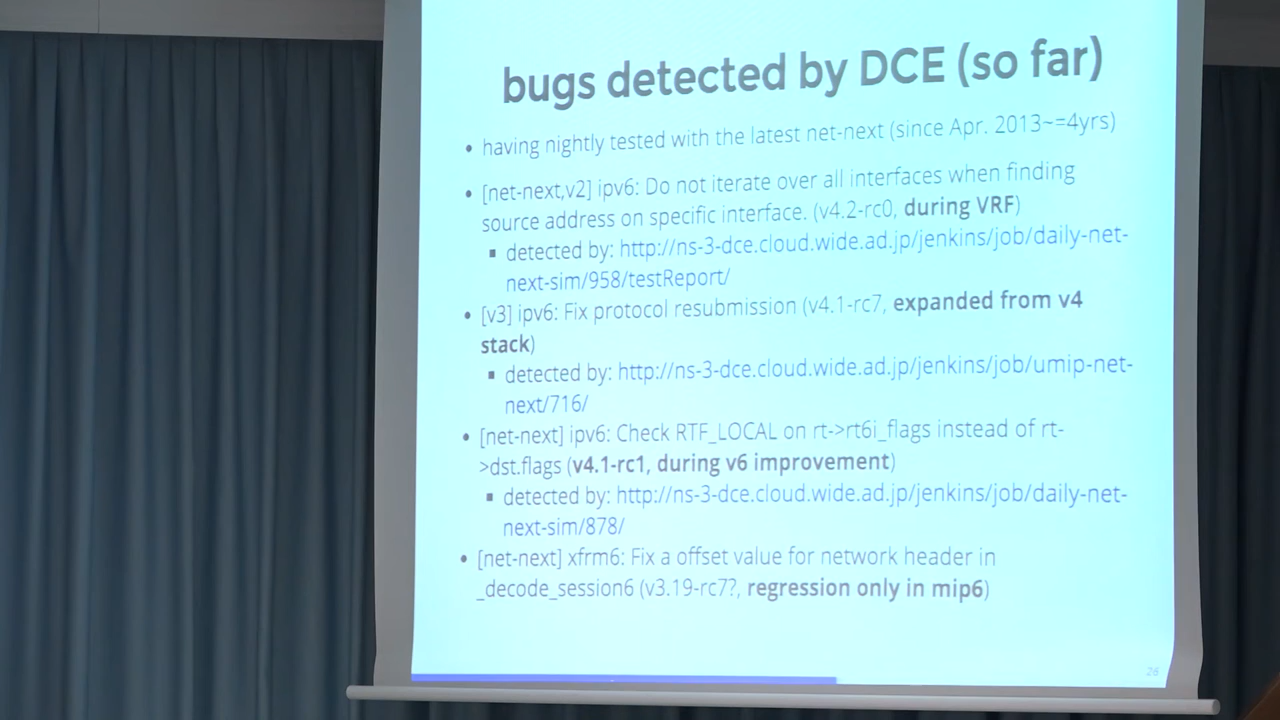 bugs detected by DCE (so far)
• having nightly tested with the latest net-next (since Apr. 2013~=4yrs)
• [net-next,v2] ipv6: Do not iterate over all interfaces when finding
source address on specific interface. (v4.2-rc0, during VRF)
▪ detected by: http://ns-3-dce.cloud.wide.ad.jp/jenkins/job/daily-net-
next-sim/958/testReport/
• [v3] ipv6: Fix protocol resubmission (v4.1-rc7, expanded from v4
stack)
▪ detected by: http://ns-3-dce.cloud.wide.ad.jp/jenkins/job/umip-net-
next/716/
• [net-next] ipv6: Check RTF_LOCAL on rt->rt6i_flags instead of rt-
>dst.flags (v4.1-rc1, during v6 improvement)
▪ detected by: http://ns-3-dce.cloud.wide.ad.jp/jenkins/job/daily-net-
next-sim/878/
• [net-next] xfrm6: Fix a offset value for network header in
_decode_session6 (v3.19-rc7?, regression only in mip6)
26